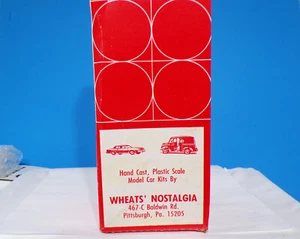 Hand Cast, Plastic Scale
Model Car Kits By
WHEATS' NOSTALGIA
467-C Baldwin Rd.
Pittsburgh, Pa. 15205